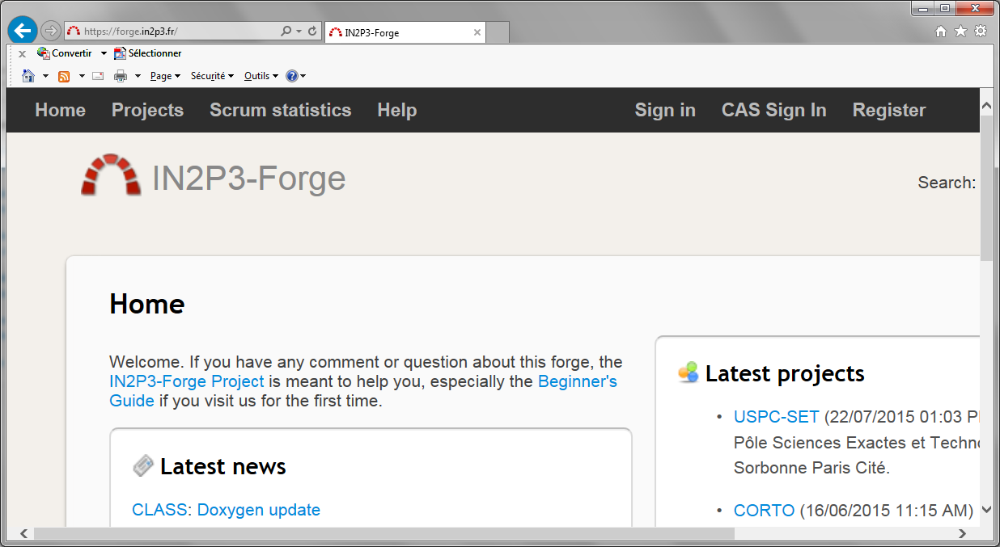 https://forge.in2p3.fr/
IN2P3-Forge
Convertir
Sélectionner
Page
Sécurité
Outils
Home Projects Scrum statistics Help Sign in CAS Sign In Register
IN2P3-Forge
Search:
Home
Welcome. If you have any comment or question about this forge, the
IN2P3-Forge Project is meant to help you, especially the Beginner's
Guide if you visit us for the first time.
Latest news
CLASS: Doxygen update
Latest projects
• USPC-SET (22/07/2015 01:03 P
Pôle Sciences Exactes et Techn
Sorbonne Paris Cité.
• CORTO (16/06/2015 11:15 AM)